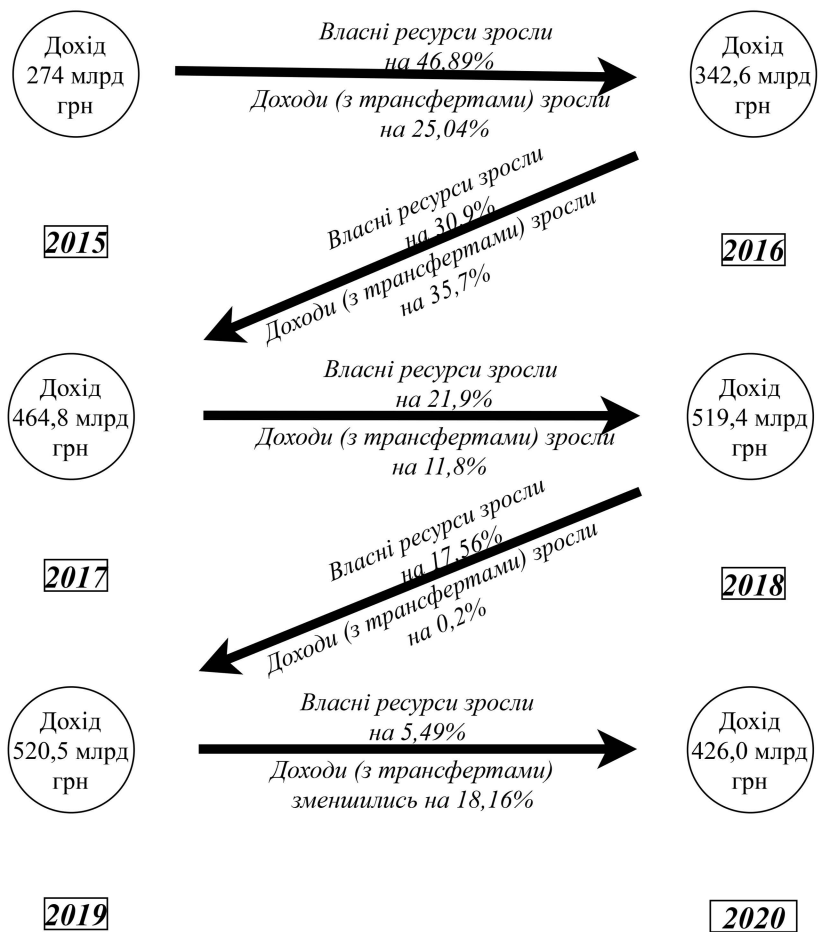 Дохід
274 млрд
грн
Власні ресурси зросли
на 46,89%
Доходи (з трансфертами) зросли
на 25,04%
Дохід
342,6 млрд
грн
2015
Власні ресурси зросли
на 30,9%
Доходи (з трансфертами) зросли
на 35,7%
2016
Дохід
464,8 млрд
грн
Власні ресурси зросли
на 21,9%
Доходи (з трансфертами) зросли
на 11,8%
Дохід
519,4 млрд
грн
2017
Власні ресурси зросли
на 17,56%
Доходи (з трансфертами) зросли
на 0,2%
2018
Дохід
520,5 млрд
грн
Власні ресурси зросли
на 5,49%
Доходи (з трансфертами)
зменшились на 18,16%
Дохід
426,0 млрд
грн
2019
2020